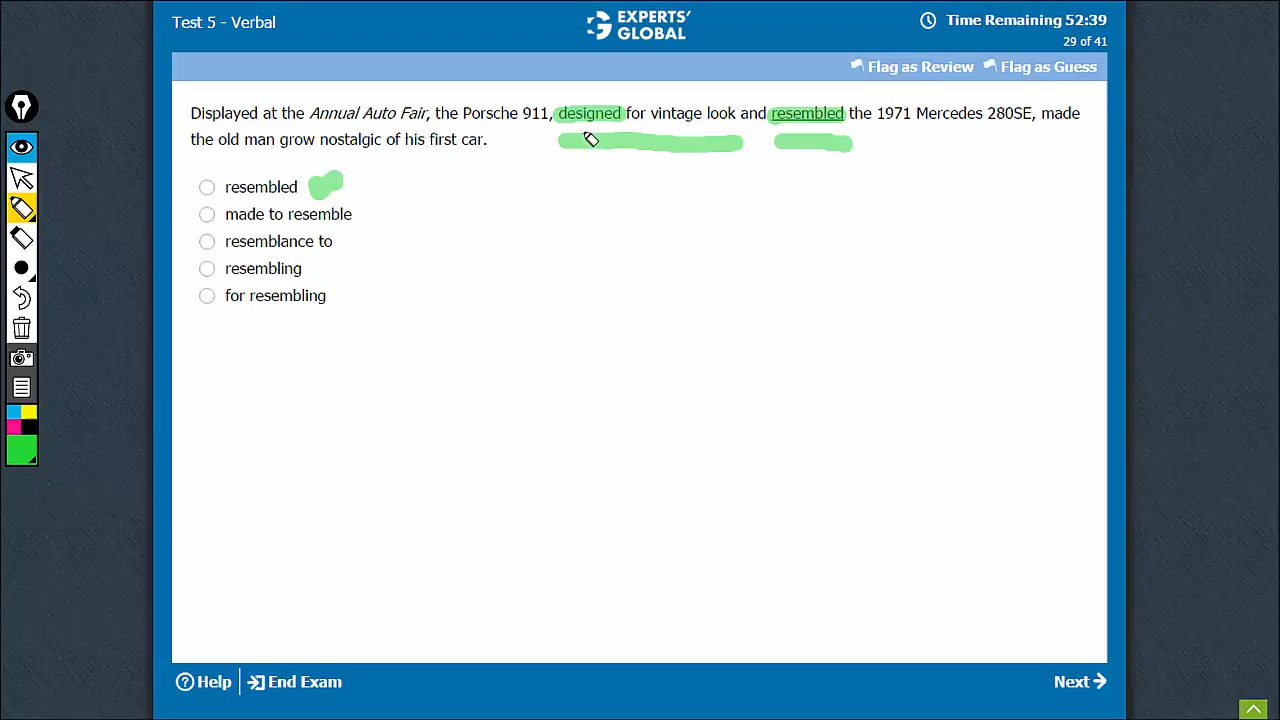 Test 5 - Verbal
EXPERTS'
GLOBAL
Time Remaining 52:39
29 of 41
Flag as Review
Flag as Guess
Displayed at the Annual Auto Fair, the Porsche 911, designed for vintage look and resembled the 1971 Mercedes 280SE, made
the old man grow nostalgic of his first car.
resembled
made to resemble
resemblance to
resembling
for resembling
Help
End Exam
Next